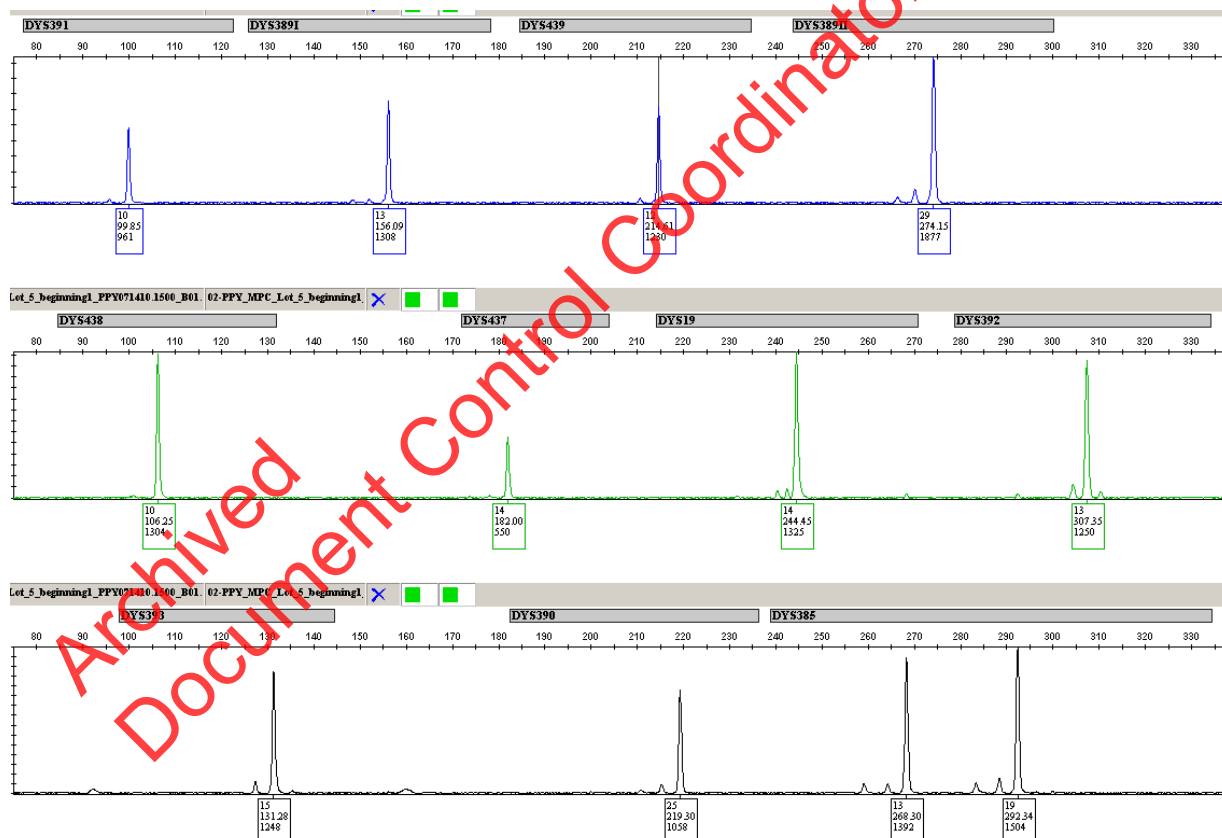 DYS391 DYS389I DYS439 DYS389II
80 90 100 110 120 130 140 150 160 170 180 190 200 210 220 230 240 250 260 270 280 290 300 310 320 330
10 13 12 29
99.85 156.09 214.61 274.15
961 1308 1230 1877
Lot_5_beginning1_PPY071410.1500_B01. 02-PPY_MPC_Lot_5_beginning1
DYS438 DYS437 DYS19 DYS392
80 90 100 110 120 130 140 150 160 170 180 190 200 210 220 230 240 250 260 270 280 290 300 310 320 330
10 14 14 13
106.25 182.00 244.45 307.35
1304 550 1325 1250
Lot_5_beginning1_PPY071410.1500_B01. 02-PPY_MPC_Lot_5_beginning1
DYS393 DYS390 DYS385
80 90 100 110 120 130 140 150 160 170 180 190 200 210 220 230 240 250 260 270 280 290 300 310 320 330
15 25 13 19
131.28 219.30 268.30 292.34
1248 1058 1392 1504
Archived
Document Control Coordinator